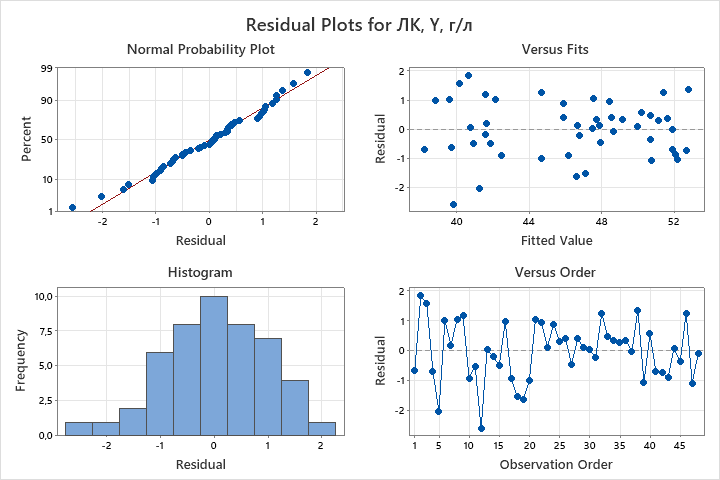 Residual Plots for ЛК, Y, г/л
Normal Probability Plot
99
90
50
10
1
Percent
-2 -1 0 1 2
Residual
Versus Fits
2
1
0
-1
-2
Residual
40 44 48 52
Fitted Value
Histogram
10,0
7,5
5,0
2,5
0,0
Frequency
-2 -1 0 1 2
Residual
Versus Order
2
1
0
-1
-2
Residual
1 5 10 15 20 25 30 35 40 45
Observation Order